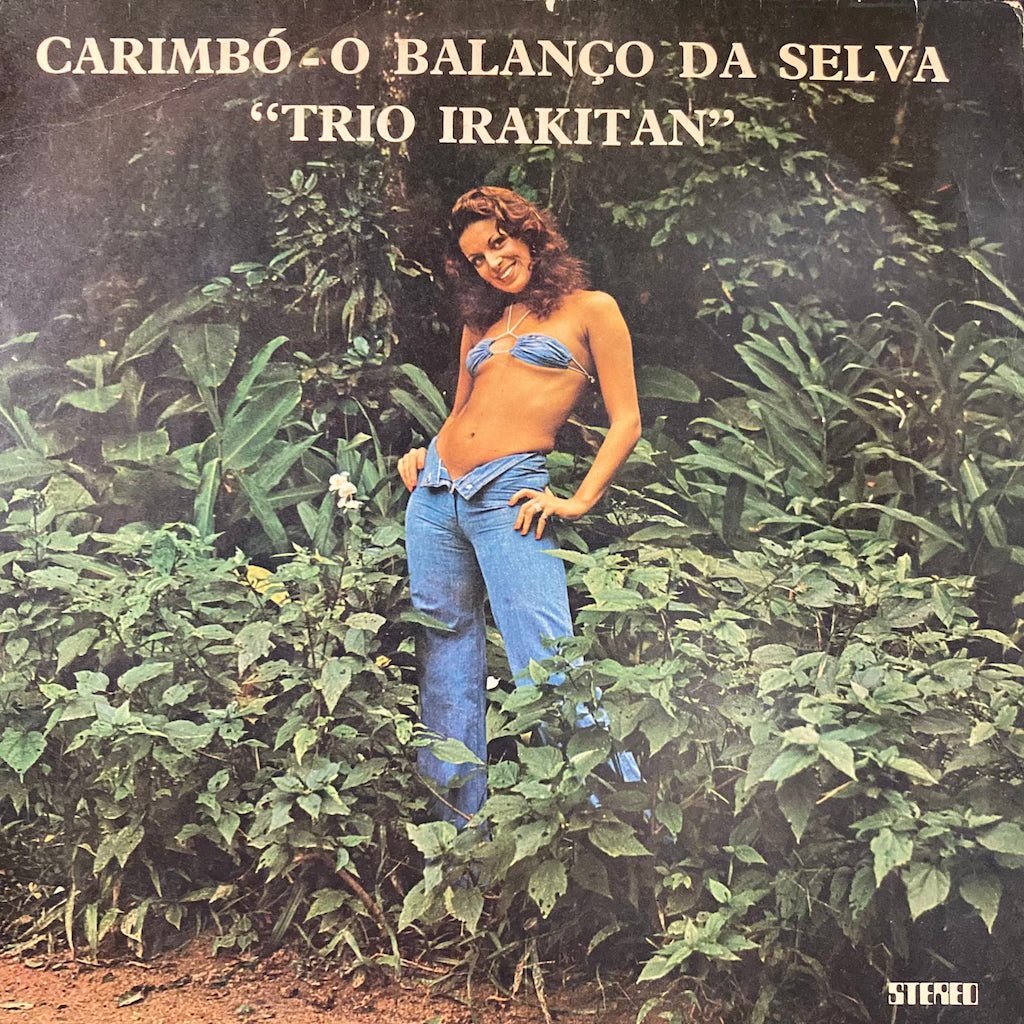 CARIMBÓ - O BALANÇO DA SELVA
“TRIO IRAKITAN”
STEREO